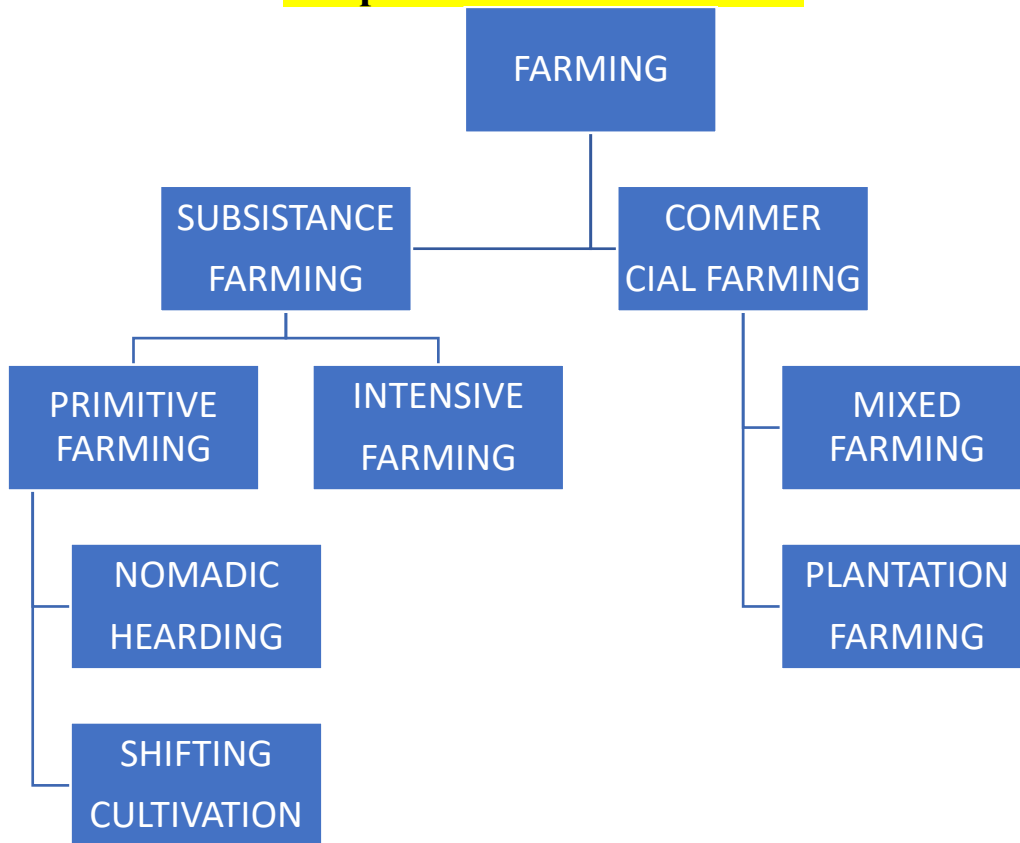 FARMING
SUBSISTANCE
FARMING
COMMER
CIAL FARMING
PRIMITIVE
FARMING
INTENSIVE
FARMING
MIXED
FARMING
NOMADIC
HEARDING
PLANTATION
FARMING
SHIFTING
CULTIVATION